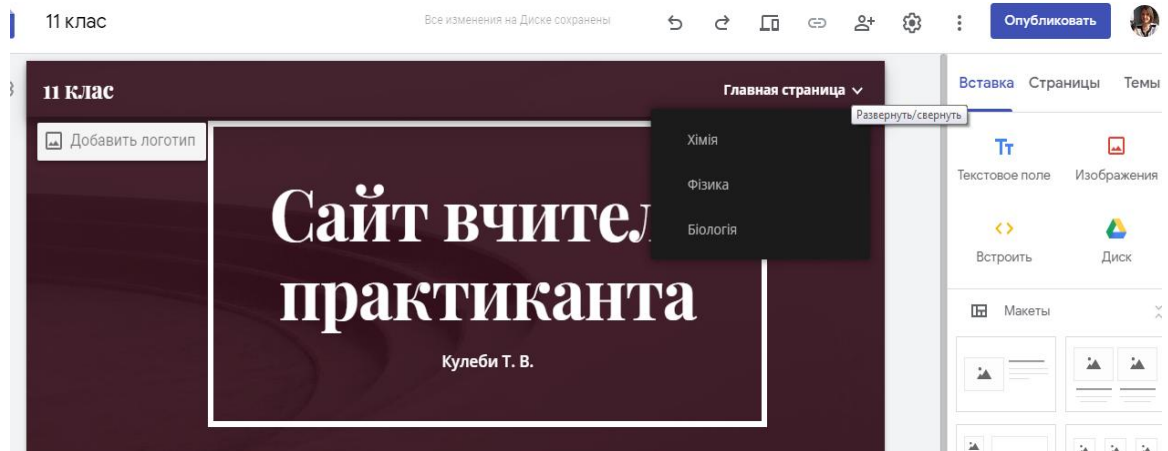 11 клас
Все изменения на Диске сохранены
Опубликовать
11 клас
Главная страница
Развернуть/свернуть
Добавить логотип
Хімія
Фізика
Біологія
Сайт вчител
практиканта
Кулеби Т. В.
Вставка Страницы Темы
Тт
Текстовое поле Изображения
Встроить Диск
Макеты